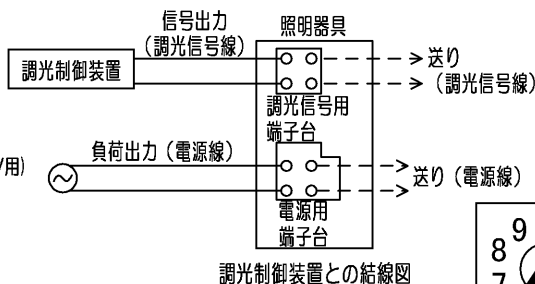 信号出力
(調光信号線)
照明器具
調光制御装置
送り
(調光信号線)
調光信号用
端子台
V用)
負荷出力(電源線)
送り(電源線)
電源用
端子台
調光制御装置との結線図
9
8
7